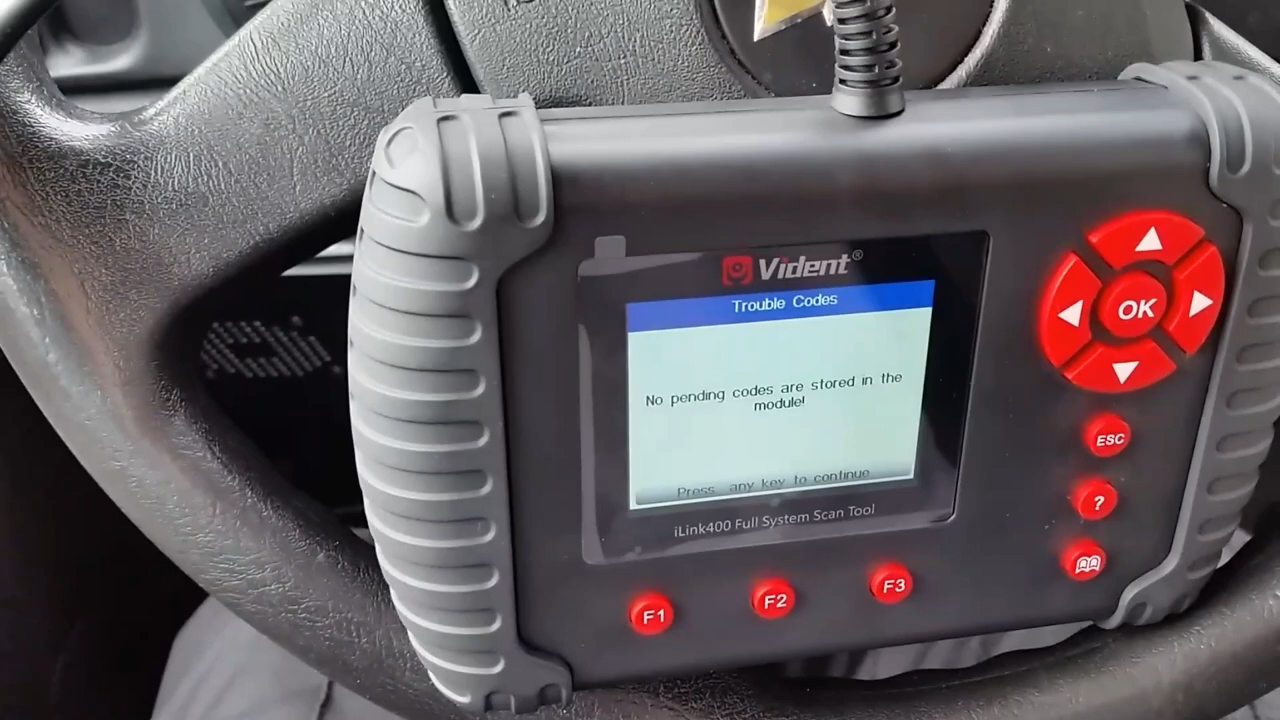 Vident®
Trouble Codes
No pending codes are stored in the
module!
Press any key to continue
iLink400 Full System Scan Tool
OK
ESC
?
F1
F2
F3